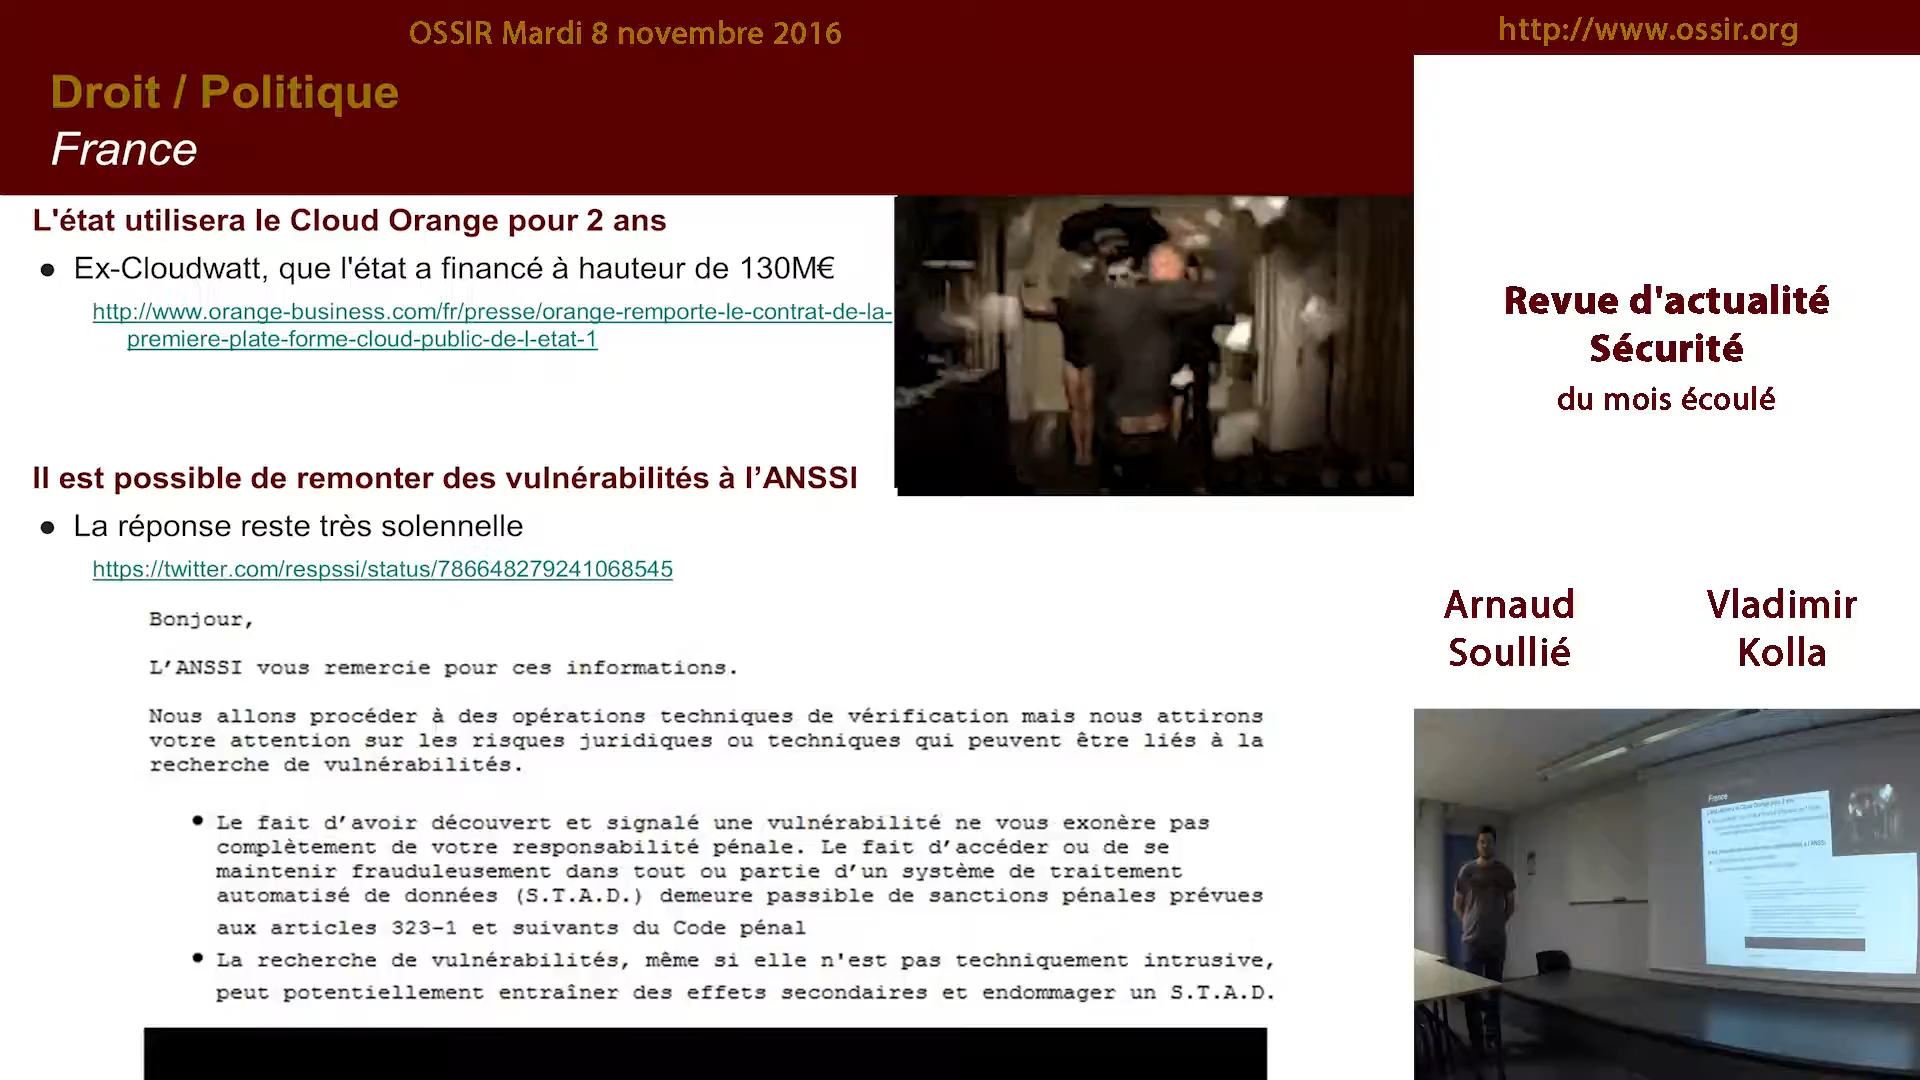 OSSIR Mardi 8 novembre 2016
http://www.ossir.org
Droit / Politique
France
L'état utilisera le Cloud Orange pour 2 ans
● Ex-Cloudwatt, que l'état a financé à hauteur de 130M€
http://www.orange-business.com/fr/presse/orange-remporte-le-contrat-de-la-
premiere-plate-forme-cloud-public-de-l-etat-1
Il est possible de remonter des vulnérabilités à l’ANSSI
● La réponse reste très solennelle
https://twitter.com/respssi/status/786648279241068545
Bonjour,
L’ANSSI vous remercie pour ces informations.
Nous allons procéder à des opérations techniques de vérification mais nous attirons
votre attention sur les risques juridiques ou techniques qui peuvent être liés à la
recherche de vulnérabilités.
● Le fait d’avoir découvert et signalé une vulnérabilité ne vous exonère pas
complètement de votre responsabilité pénale. Le fait d’accéder ou de se
maintenir frauduleusement dans tout ou partie d’un système de traitement
automatisé de données (S.T.A.D.) demeure passible de sanctions pénales prévues
aux articles 323-1 et suivants du Code pénal
● La recherche de vulnérabilités, même si elle n'est pas techniquement intrusive,
peut potentiellement entraîner des effets secondaires et endommager un S.T.A.D.
Revue d'actualité
Sécurité
du mois écoulé
Arnaud
Soullié
Vladimir
Kolla
France